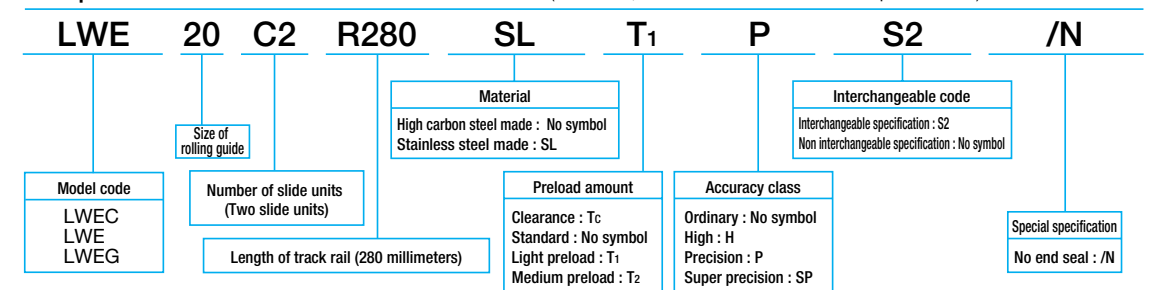 LWE 20 C2 R280 SL T1 P S2 /N
Material
High carbon steel made : No symbol
Stainless steel made : SL
Interchangeable code
Interchangeable specification : S2
Non interchangeable specification : No symbol
Size of
rolling guide
Model code
LWEC
LWE
LWEG
Number of slide units
(Two slide units)
Length of track rail (280 millimeters)
Preload amount
Clearance : Tc
Standard : No symbol
Light preload : T1
Medium preload : T2
Accuracy class
Ordinary : No symbol
High : H
Precision : P
Super precision : SP
Special specification
No end seal : /N